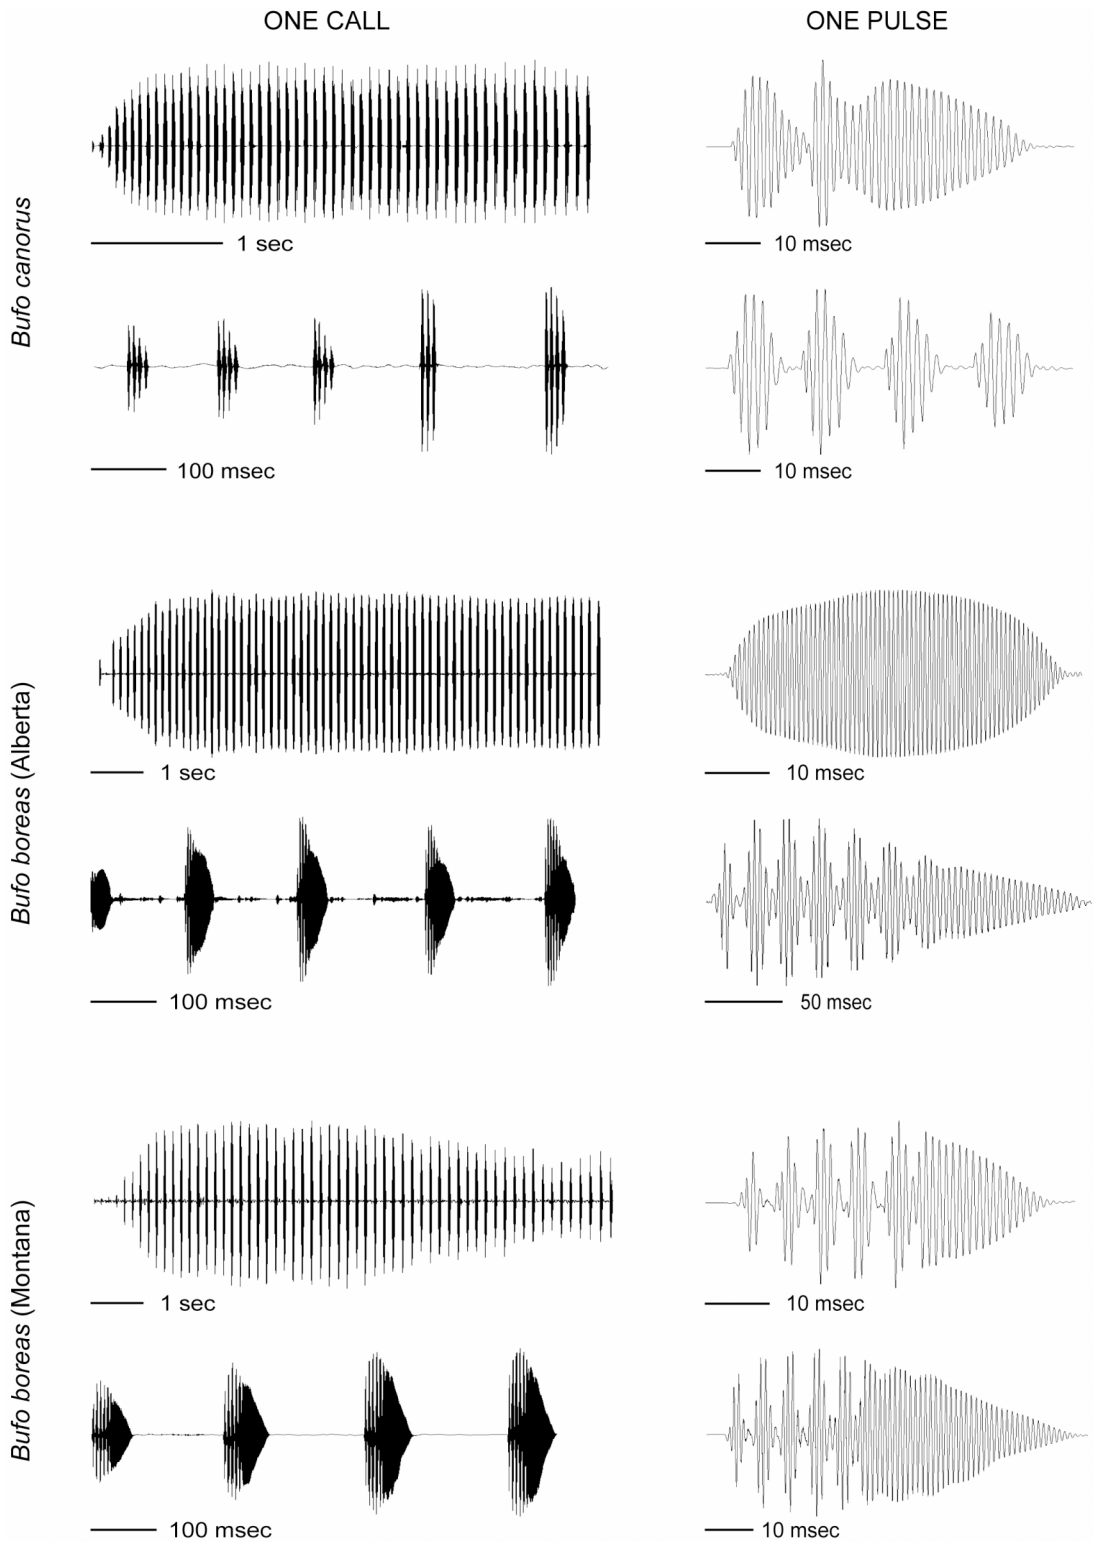 ONE CALL
ONE PULSE
Bufo canorus
1 sec
10 msec
100 msec
10 msec
Bufo boreas (Alberta)
1 sec
10 msec
100 msec
50 msec
Bufo boreas (Montana)
1 sec
10 msec
100 msec
10 msec